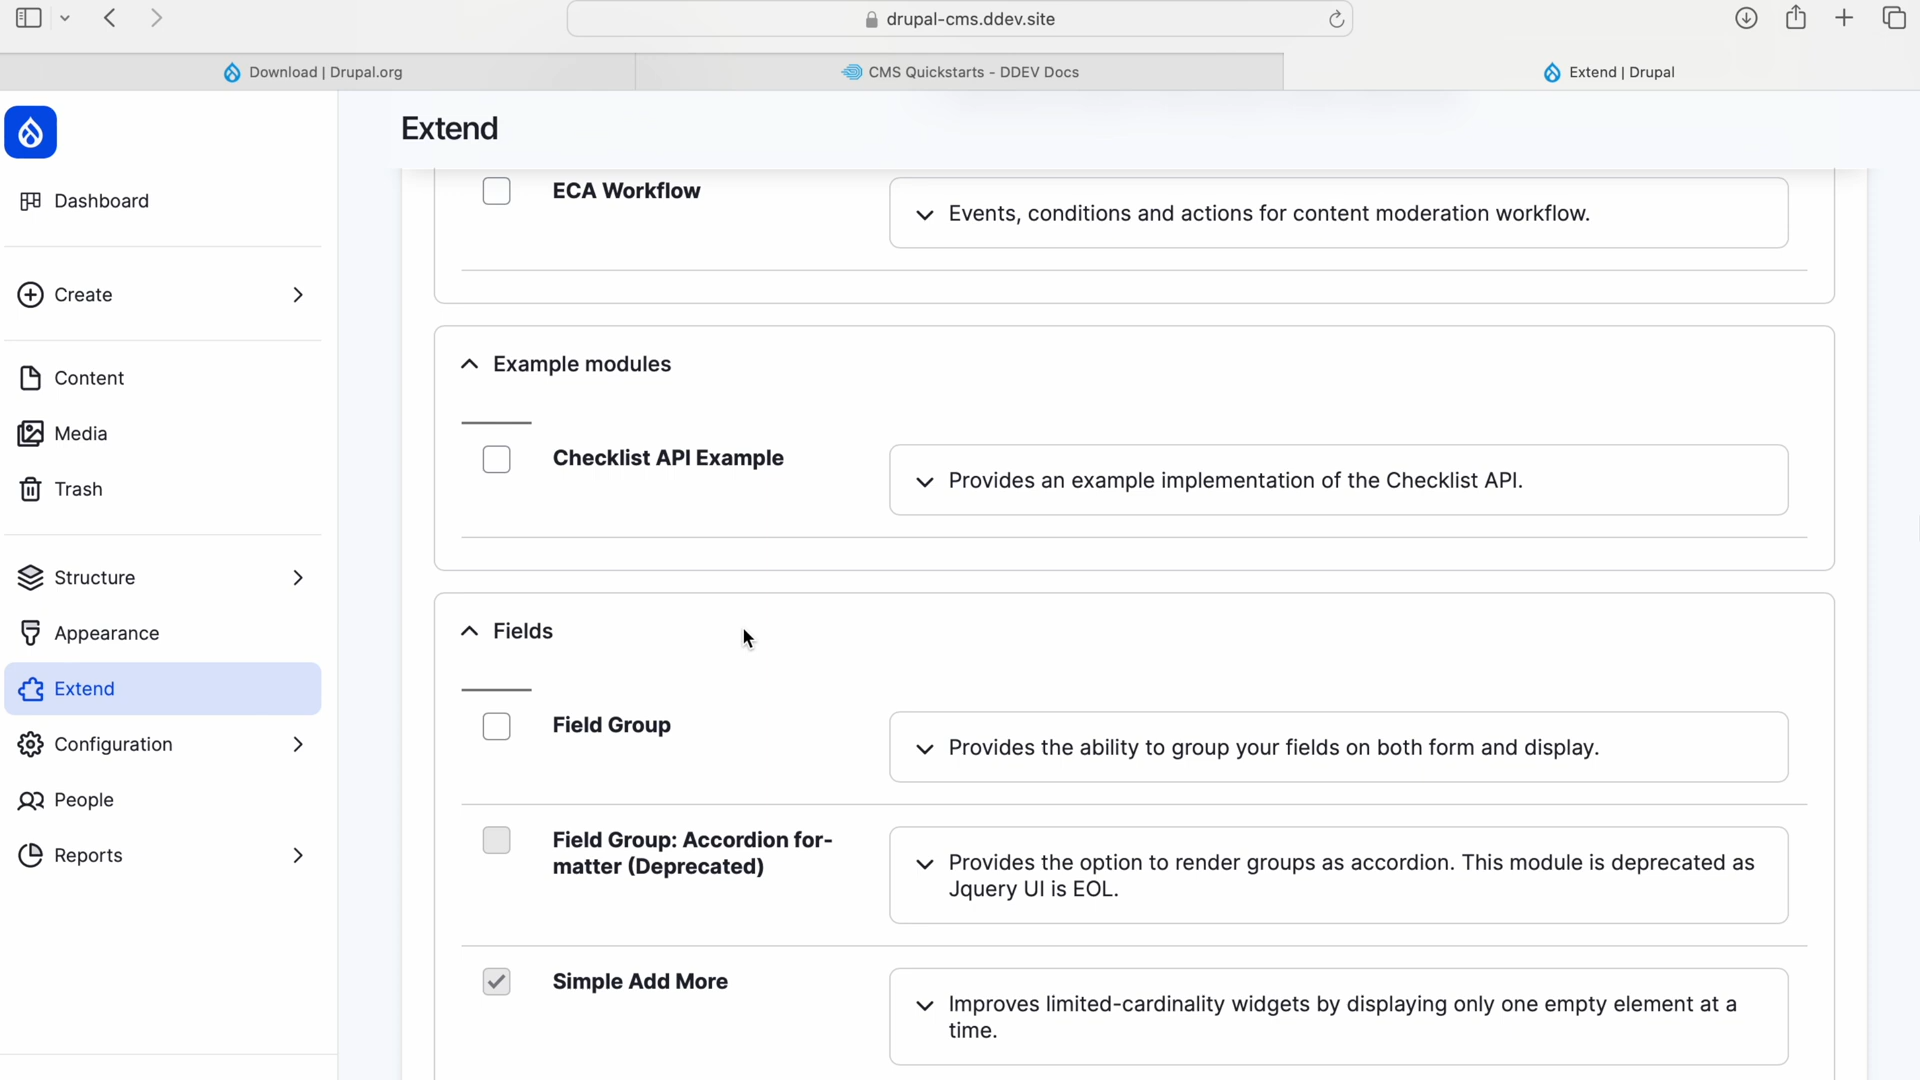 drupal-cms.ddev.site
Download | Drupal.org
CMS Quickstarts - DDEV Docs
Extend | Drupal
Dashboard
Create
Content
Media
Trash
Structure
Appearance
Extend
Configuration
People
Reports
Extend
ECA Workflow
Events, conditions and actions for content moderation workflow.
Example modules
Checklist API Example
Provides an example implementation of the Checklist API.
Fields
Field Group
Provides the ability to group your fields on both form and display.
Field Group: Accordion for-
matter (Deprecated)
Provides the option to render groups as accordion. This module is deprecated as
Jquery UI is EOL.
Simple Add More
Improves limited-cardinality widgets by displaying only one empty element at a
time.